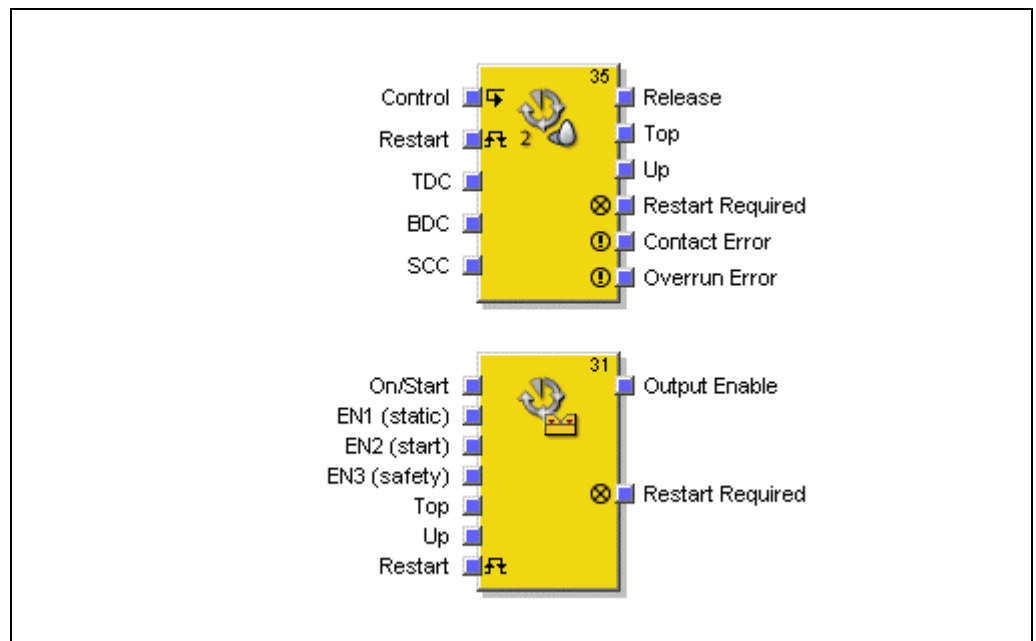 35
Control
Restart
2
TDC
BDC
SCC
Release
Top
Up
Restart Required
Contact Error
Overrun Error
31
On/Start
EN1 (static)
EN2 (start)
EN3 (safety)
Top
Up
Restart
Output Enable
Restart Required